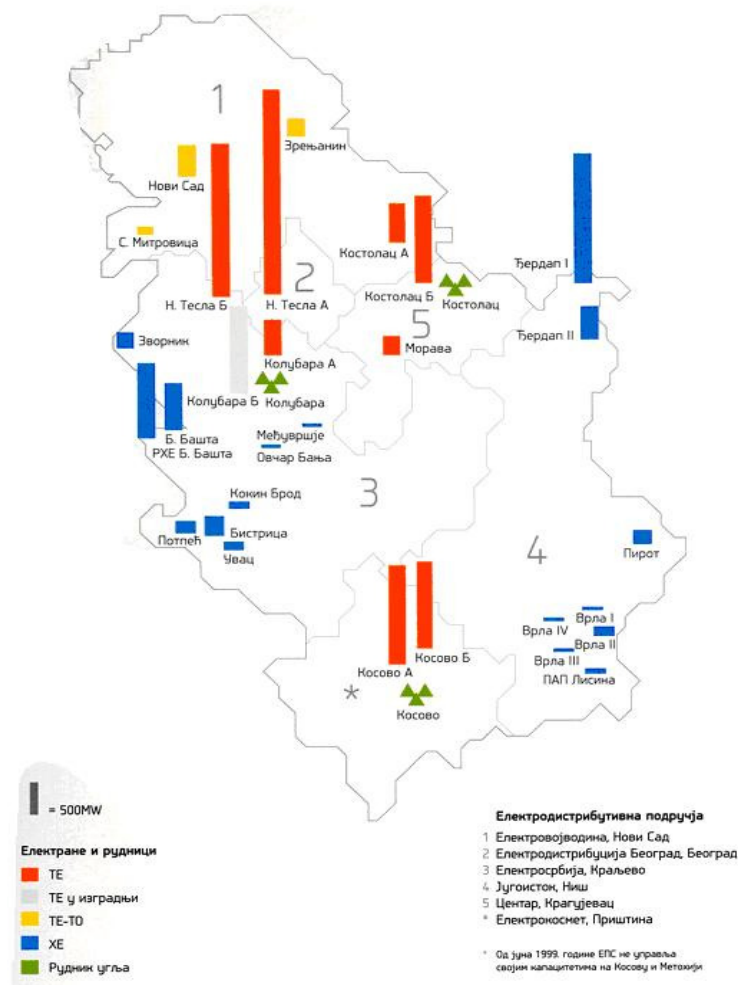 1
Зрењанин
Нови Сад
С. Митровица
Костолац А
Ђердап I
2
Н. Тесла Б
Н. Тесла А
Костолац Б
Костолац
5
Ђердап II
Зворник
Морава
Колубара А
Колубара Б
Колубара
Б. Башта
РХЕ Б. Башта
Међувршје
Овчар Бања
3
Кокин Брод
Потпећ
Бистрица
Увац
4
Пирот
Врла I
Врла IV
Врла II
Врла III
ПАП Лисина
Косово Б
Косово А
*
Косово
= 500MW
Електране и рудници
ТЕ
ТЕ у изградњи
ТЕ-ТО
ХЕ
Рудник угља
Електродистрибутивна подручја
1 Електровојводина, Нови Сад
2 Електродистрибуција Београд, Београд
3 Електросрбија, Краљево
4 Југоисток, Ниш
5 Центар, Крагујевац
* Електрокосмет, Приштина
* Од јуна 1999. године ЕПС не управља
својим капацитетима на Косову и Метохији